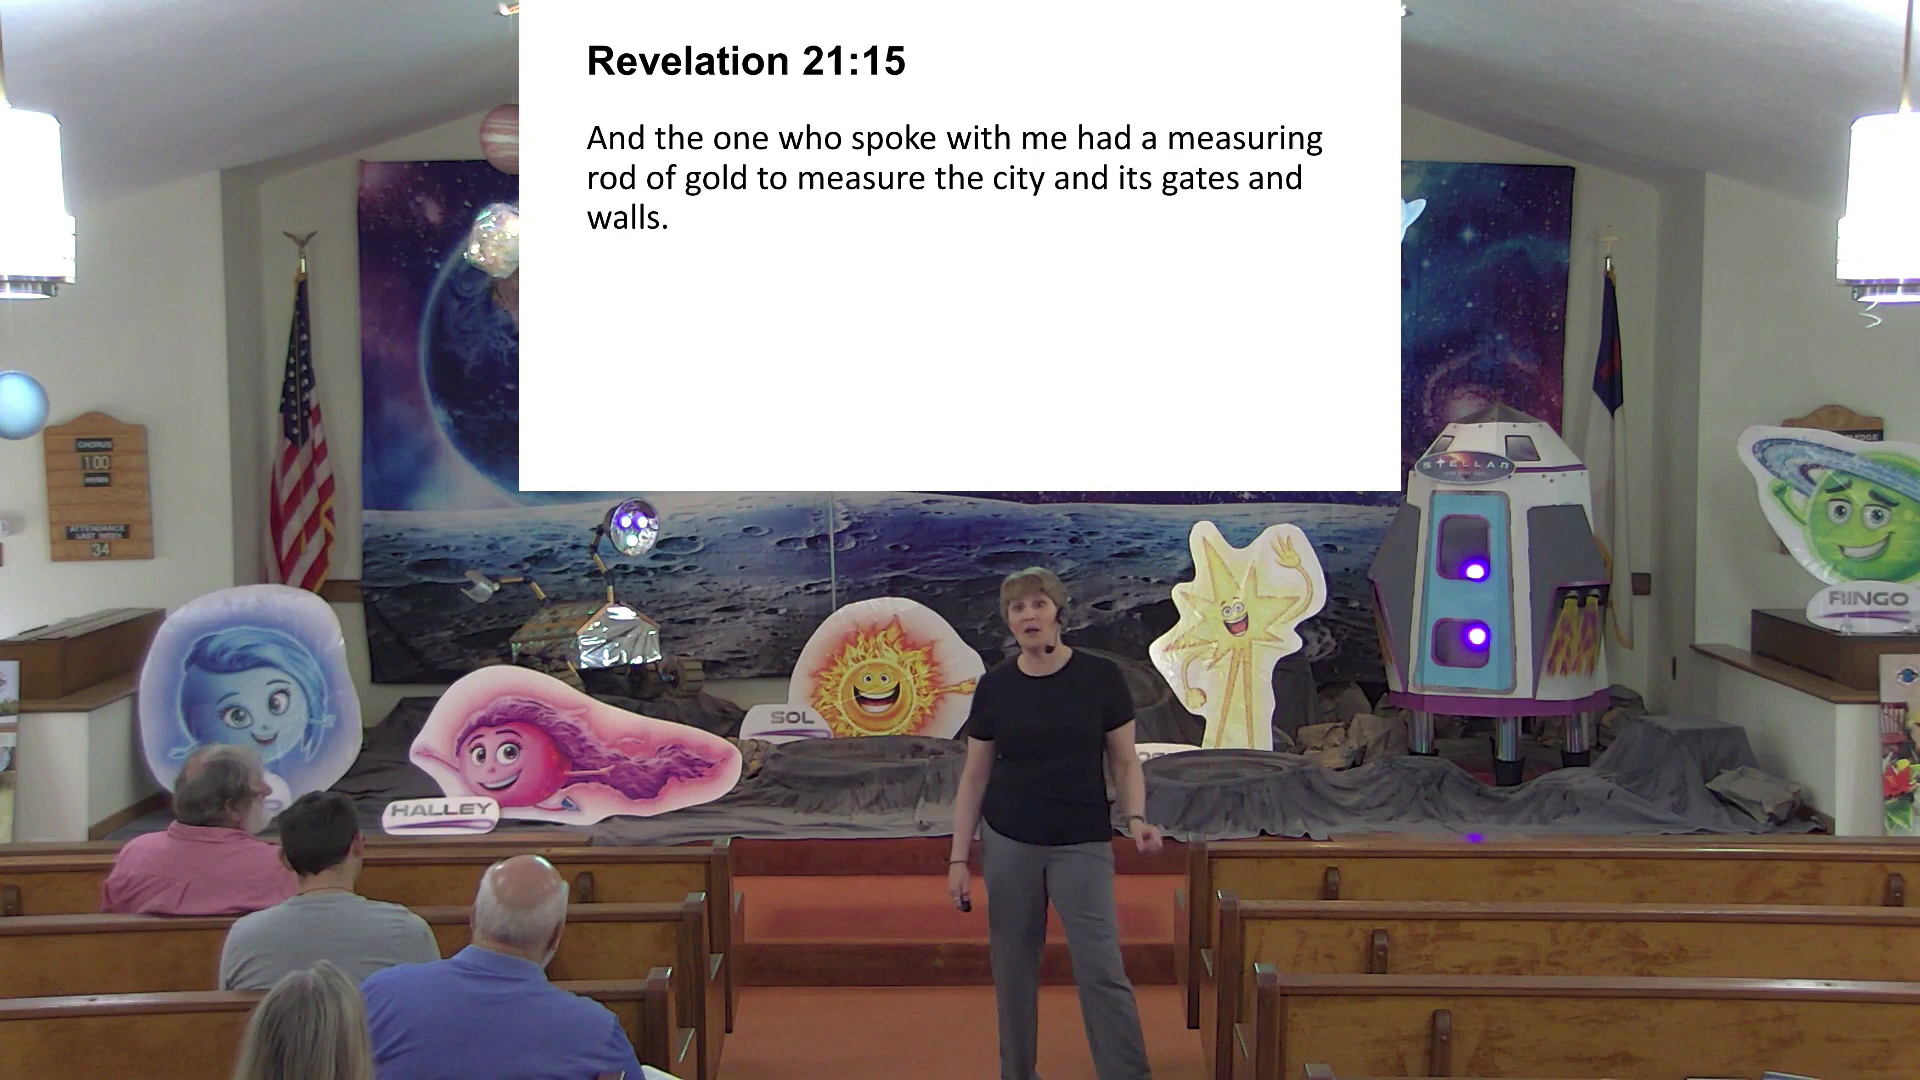 Revelation 21:15
And the one who spoke with me had a measuring
rod of gold to measure the city and its gates and
walls.
CHORUS
100
HYMN
ATTENDANCE
LAST WEEK
34
STELLAR
RINGO
SOL
HALLEY